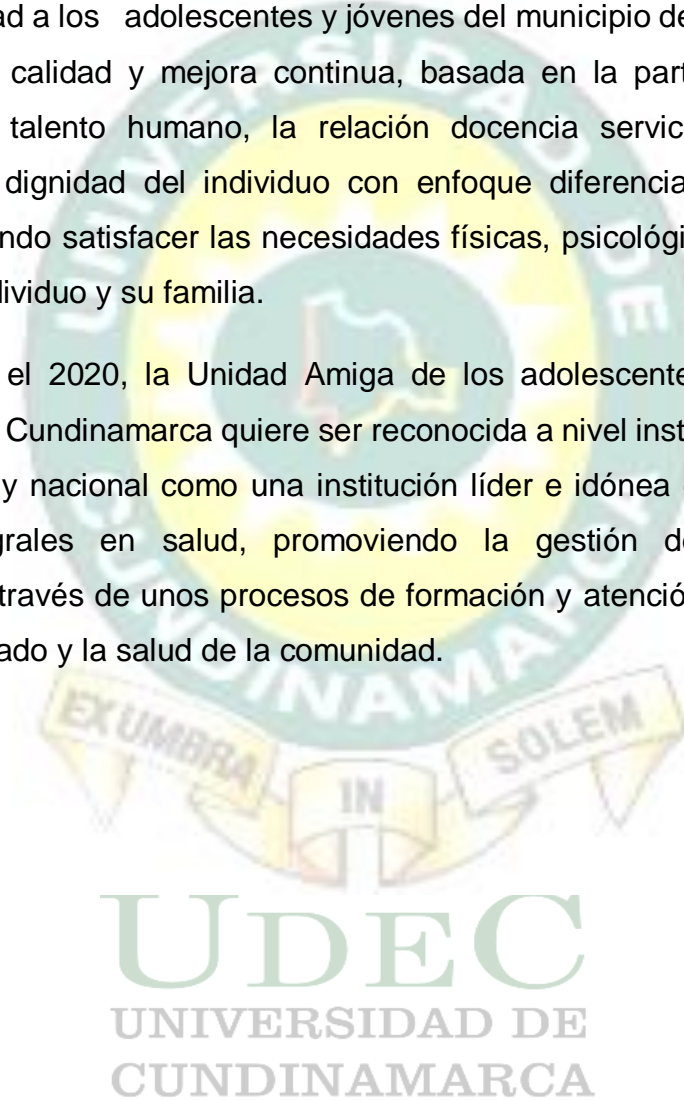 ad a los adolescentes y jóvenes del municipio de
calidad y mejora continua, basada en la part
talento humano, la relación docencia servic
dignidad del individuo con enfoque diferencia
ndo satisfacer las necesidades físicas, psicológi
dividuo y su familia.
el 2020, la Unidad Amiga de los adolescente
Cundinamarca quiere ser reconocida a nivel inst
y nacional como una institución líder e idónea
grales en salud, promoviendo la gestión de
través de unos procesos de formación y atenció
ado y la salud de la comunidad.
UNIVERSIDAD DE
CUNDINAMARCA
EX UMBRA IN SOLEM
UDEC
UNIVERSIDAD DE
CUNDINAMARCA